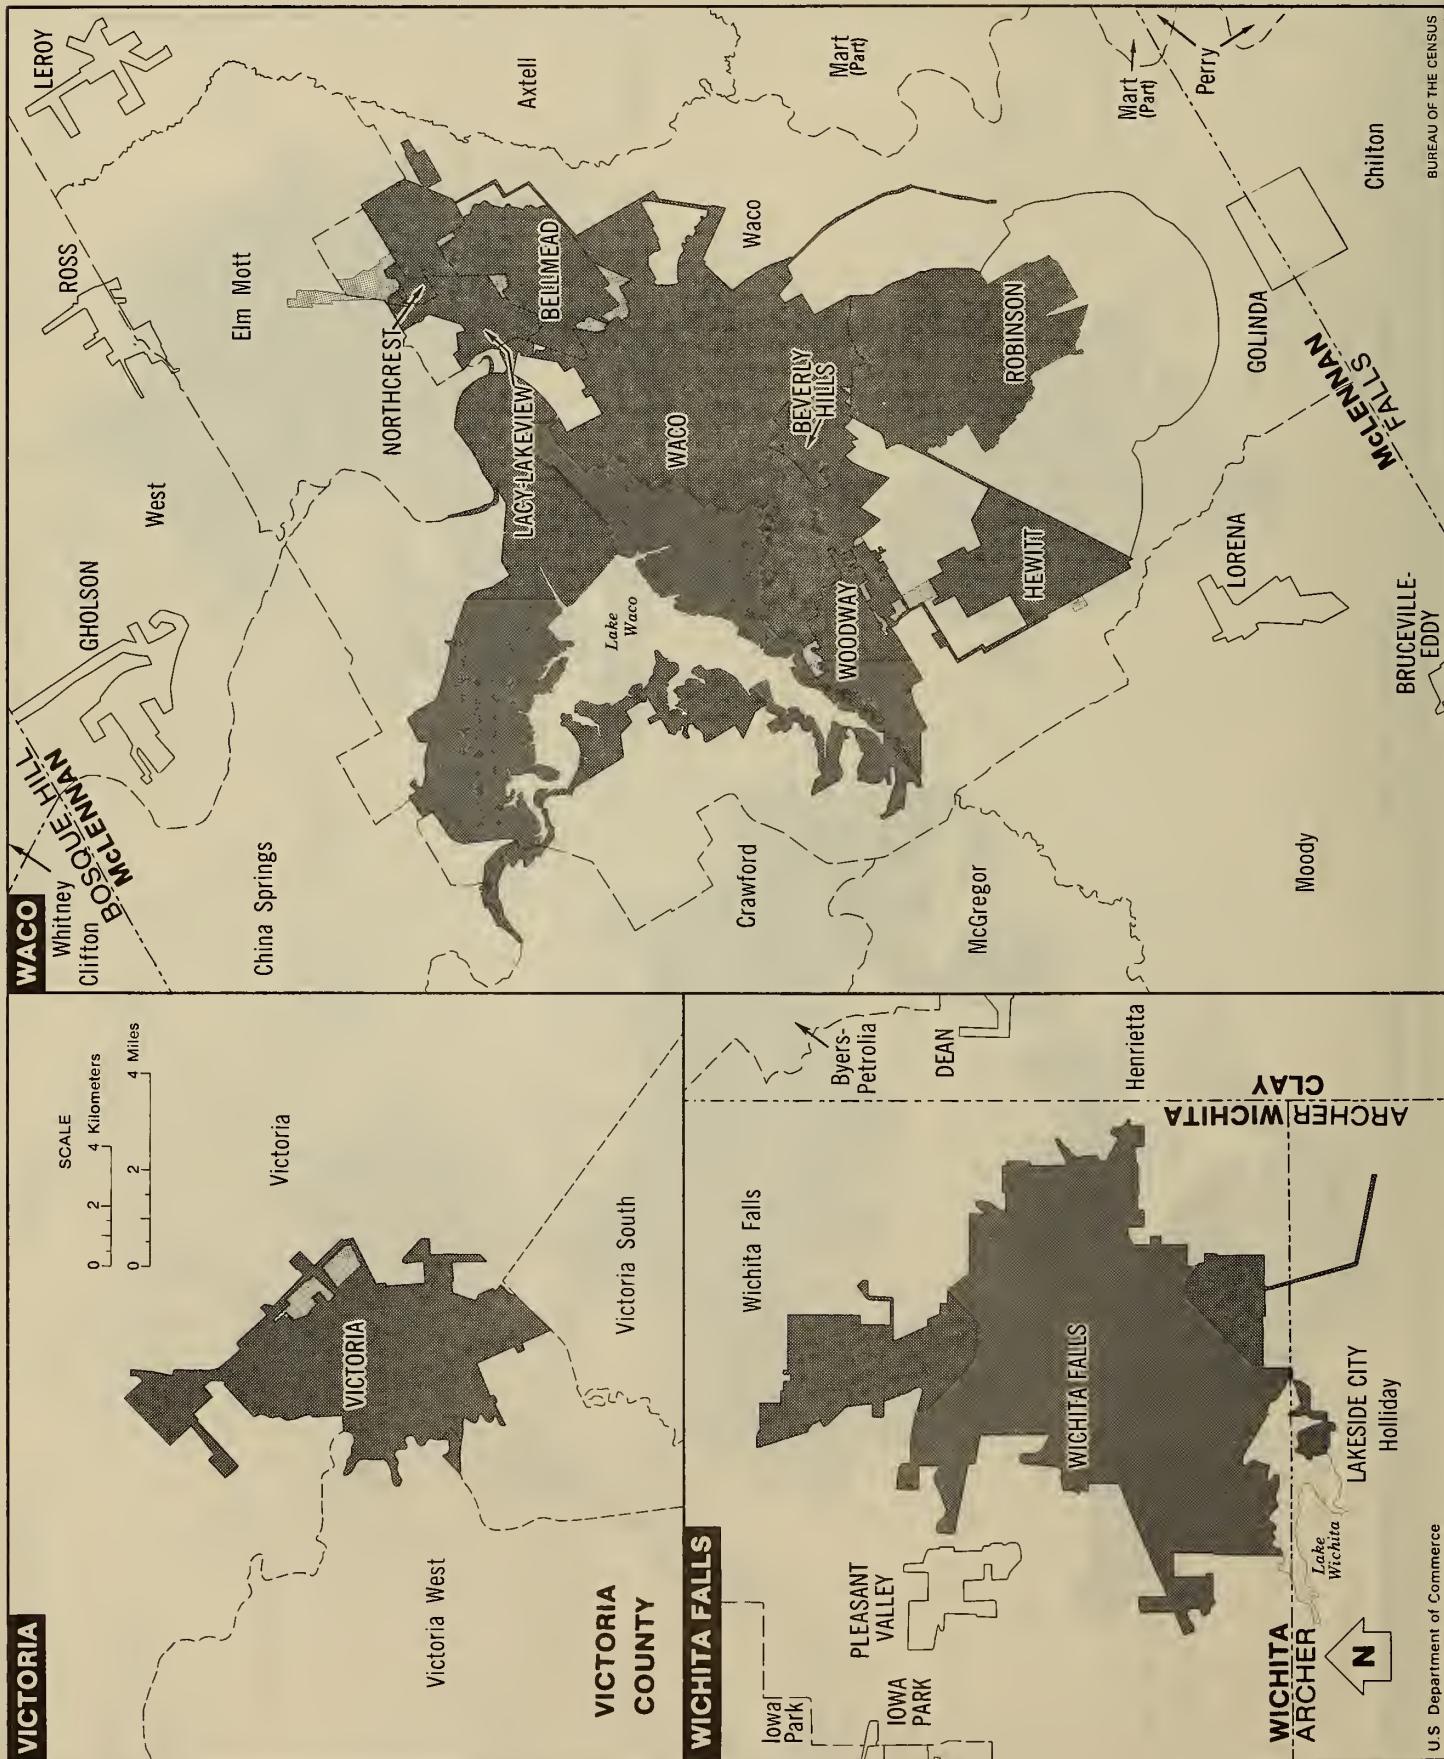 VICTORIA
SCALE
0 2 4 Kilometers
0 2 4 Miles
Victoria
VICTORIA
Victoria West
Victoria South
VICTORIA
COUNTY
WICHITA FALLS
Iowa
Park
IOWA
PARK
PLEASANT
VALLEY
Wichita Falls
WICHITA FALLS
Byers-
Petrolia
DEAN
Henrietta
CLAY
WICHITA
ARCHER
WICHITA
ARCHER
N
Lake
Wichita
LAKESIDE CITY
Holliday
U.S Department of Commerce
WACO
Whitney
Clifton
BOSQUE
HILL
McLENNAN
China Springs
GHOLSON
West
ROSS
Elm Mott
LEROY
NORTHCREST
LACY-LAKEVIEW
BELLMEAD
Axtell
Lake
Waco
WACO
Waco
Mart
(Part)
Crawford
WOODWAY
BEVERLY
HILLS
McGregor
HEWITT
ROBINSON
Mart
(Part)
Perry
Moody
LORENA
GOLINDA
McLENNAN
FALLS
BRUCEVILLE-
EDDY
Chilton
BUREAU OF THE CENSUS